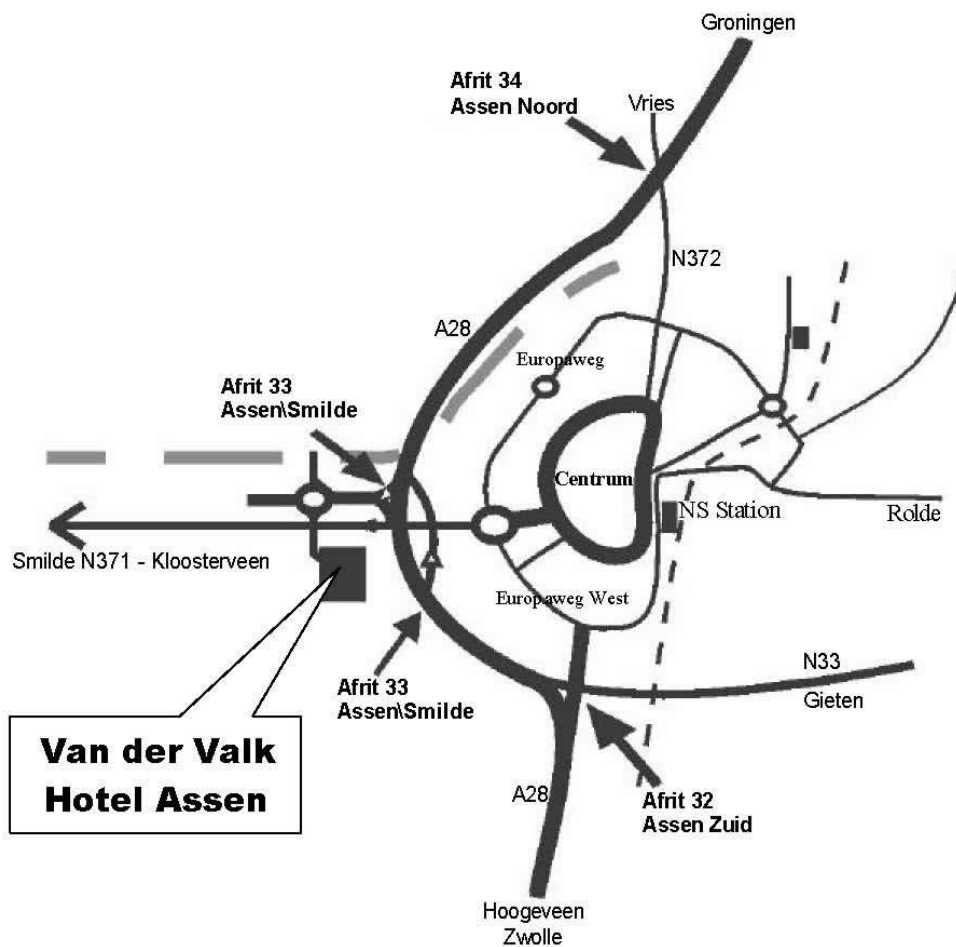 Groningen
Afrit 34
Assen Noord
Vries
N372
A28
Europaweg
Afrit 33
Assen\Smilde
Centrum
NS Station
Rolde
Smilde N371 - Kloosterveen
Europaweg West
N33
Gieten
Afrit 33
Assen\Smilde
Van der Valk
Hotel Assen
A28
Afrit 32
Assen Zuid
Hoogeveen
Zwolle